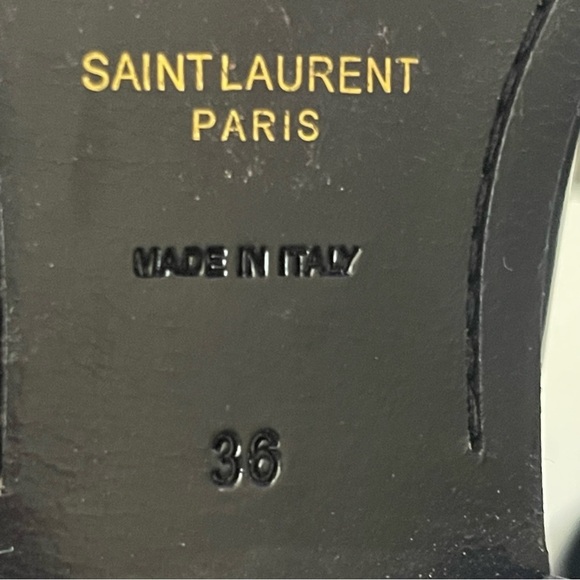 SAINT LAURENT
PARIS
MADE IN ITALY
36